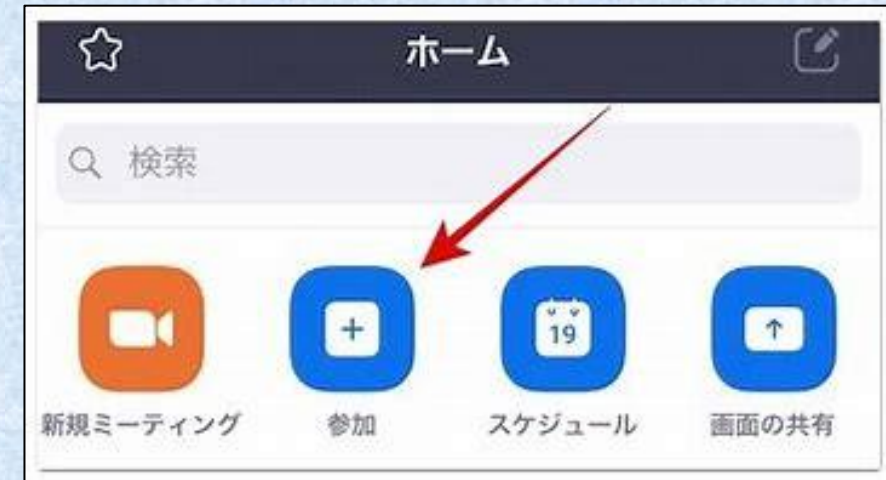 ホーム
検索
19
新規ミーティング
参加
スケジュール
画面の共有